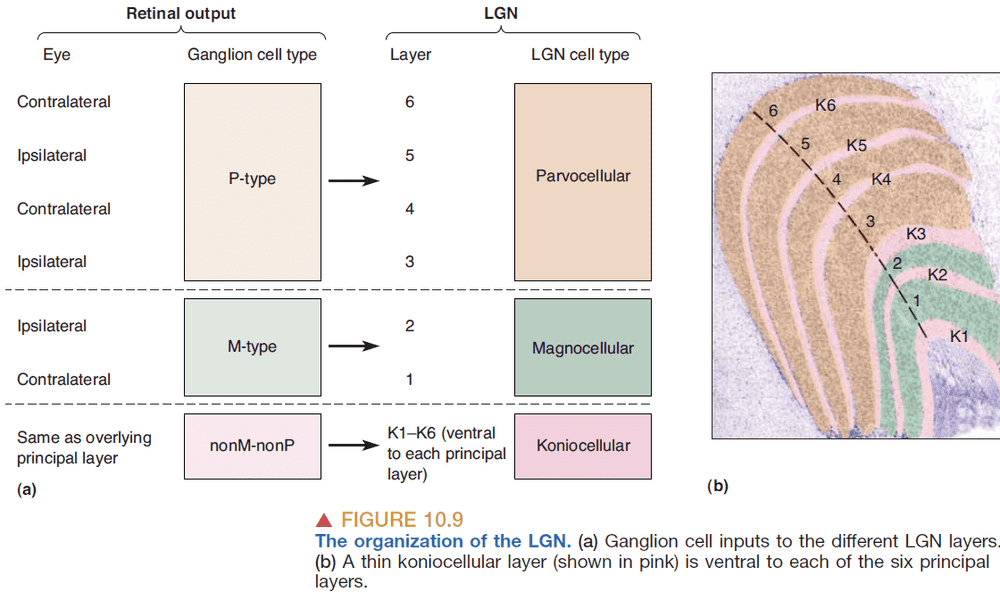 Retinal output LGN
Eye Ganglion cell type Layer LGN cell type
Contralateral 6
Ipsilateral 5
P-type Parvocellular
Contralateral 4
Ipsilateral 3
Ipsilateral 2
M-type Magnocellular
Contralateral 1
Same as overlying
principal layer
nonM-nonP
K1–K6 (ventral
to each principal
layer)
Koniocellular
(a)
6 K6
5 K5
4 K4
3 K3
2 K2
1 K1
(b)
▲ FIGURE 10.9
The organization of the LGN. (a) Ganglion cell inputs to the different LGN layers.
(b) A thin koniocellular layer (shown in pink) is ventral to each of the six principal
layers.